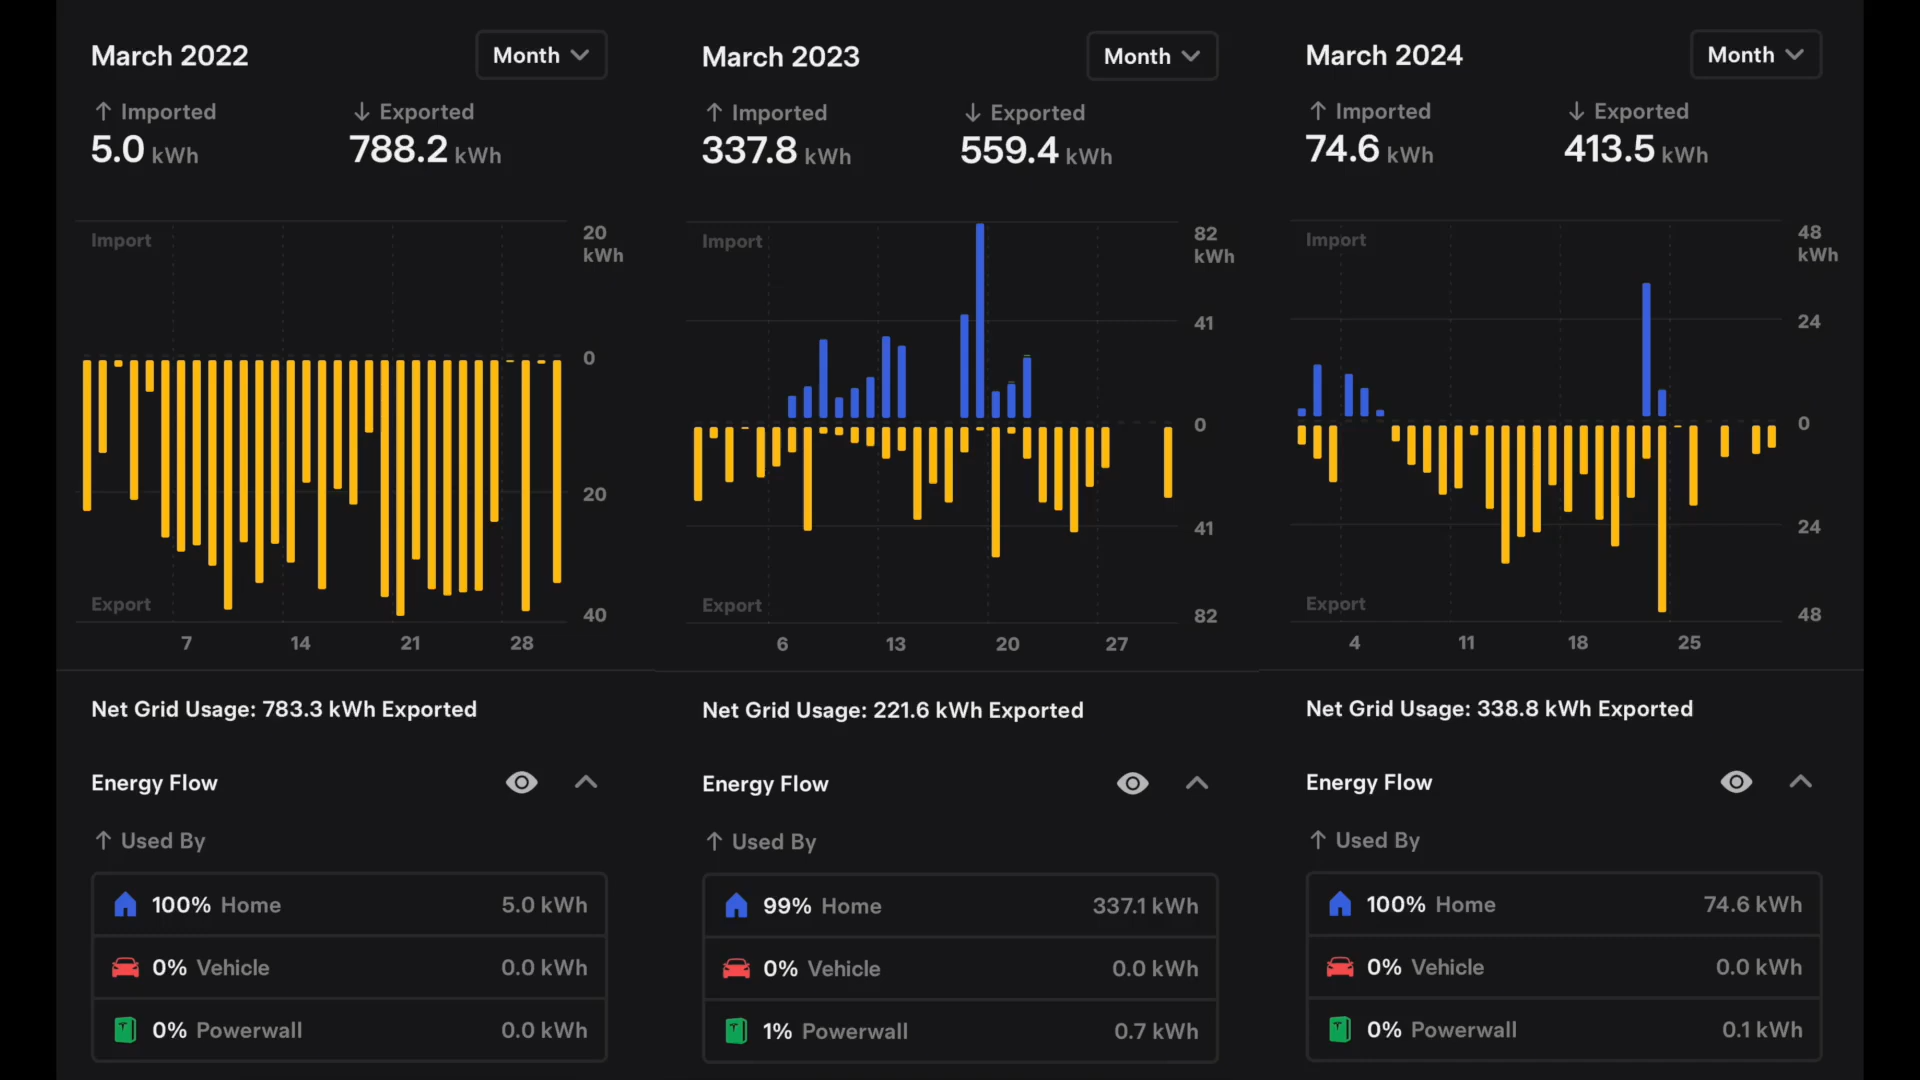 March 2022
Month
Imported
Exported
5.0 kWh
788.2 kWh
Import
20
kWh
0
20
Export
40
7
14
21
28
Net Grid Usage: 783.3 kWh Exported
Energy Flow
Used By
100% Home
5.0 kWh
0% Vehicle
0.0 kWh
0% Powerwall
0.0 kWh
March 2023
Month
Imported
Exported
337.8 kWh
559.4 kWh
Import
82
kWh
41
0
41
Export
82
6
13
20
27
Net Grid Usage: 221.6 kWh Exported
Energy Flow
Used By
99% Home
337.1 kWh
0% Vehicle
0.0 kWh
1% Powerwall
0.7 kWh
March 2024
Month
Imported
Exported
74.6 kWh
413.5 kWh
Import
48
kWh
24
0
24
Export
48
4
11
18
25
Net Grid Usage: 338.8 kWh Exported
Energy Flow
Used By
100% Home
74.6 kWh
0% Vehicle
0.0 kWh
0% Powerwall
0.1 kWh